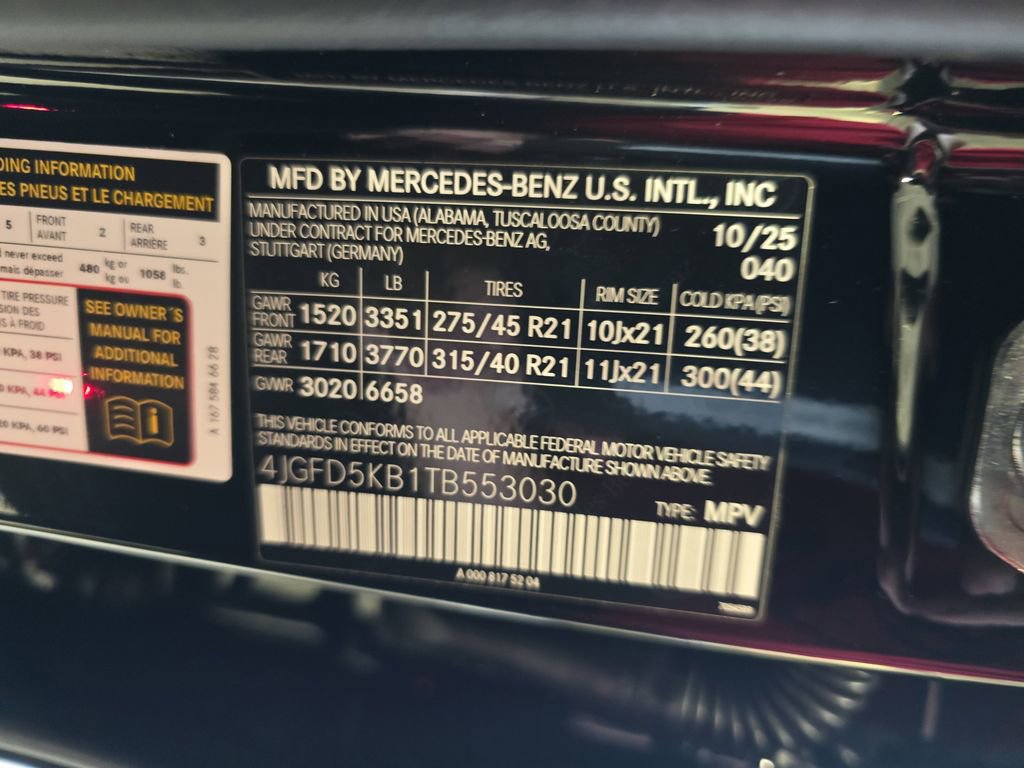 DING INFORMATION
ES PNEUS ET LE CHARGEMENT
5 FRONT AVANT 2 REAR ARRIÈRE 3
never exceed
mais dépasser 480 kg or kg ou 1058 lbs. lb.
TIRE PRESSURE
SION DES
S À FROID
KPA, 38 PSI
KPA, 44 PSI
20 KPA, 60 PSI
SEE OWNER´S
MANUAL FOR
ADDITIONAL
INFORMATION
A 167 584 66 28
MFD BY MERCEDES-BENZ U.S. INTL., INC
MANUFACTURED IN USA (ALABAMA, TUSCALOOSA COUNTY)
UNDER CONTRACT FOR MERCEDES-BENZ AG,
STUTTGART (GERMANY)
10/25
040
KG LB TIRES RIM SIZE COLD KPA(PSI)
GAWR FRONT 1520 3351 275/45 R21 10Jx21 260(38)
GAWR REAR 1710 3770 315/40 R21 11Jx21 300(44)
GVWR 3020 6658
THIS VEHICLE CONFORMS TO ALL APPLICABLE FEDERAL MOTOR VEHICLE SAFETY
STANDARDS IN EFFECT ON THE DATE OF MANUFACTURE SHOWN ABOVE.
4JGFD5KB1TB553030
TYPE: MPV
A 000 817 52 04